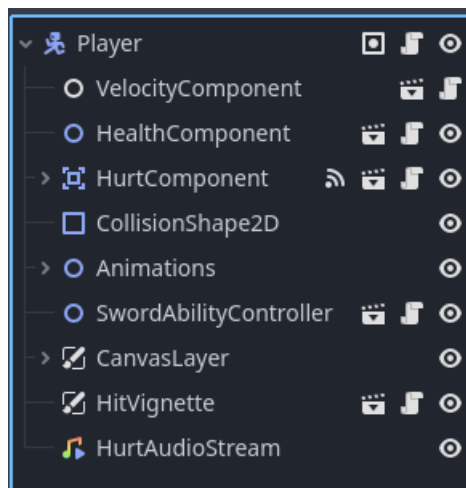 Player
VelocityComponent
HealthComponent
HurtComponent
CollisionShape2D
Animations
SwordAbilityController
CanvasLayer
HitVignette
HurtAudioStream